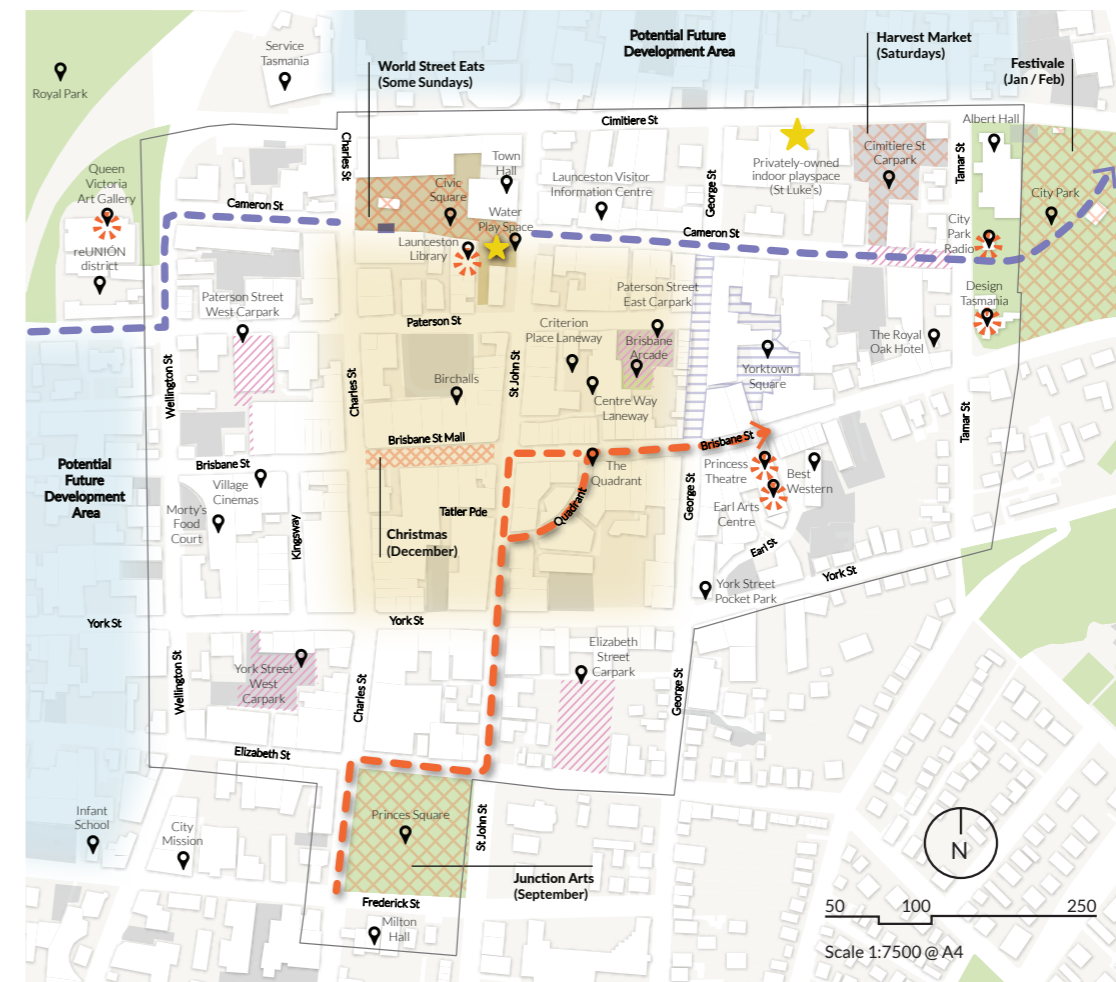 Potential Future
Development Area
Harvest Market
(Saturdays)
World Street Eats
(Some Sundays)
Festivale
(Jan / Feb)
Service
Tasmania
Royal Park
Cimitiere St
Albert Hall
Charles St
Town
Hall
Privately-owned
indoor playspace
(St Luke's)
Cimitiere St
Carpark
Tamar St
Queen
Victoria
Art Gallery
Civic
Square
Launceston Visitor
Information Centre
George St
City Park
Cameron St
Water
Play Space
Cameron St
City
Park
Radio
reUNIÓN
district
Launceston
Library
Paterson Street
West Carpark
Paterson Street
East Carpark
Design
Tasmania
Paterson St
Criterion
Place Laneway
Brisbane
Arcade
The Royal
Oak Hotel
Wellington St
Charles St
Birchalls
St John St
Centre Way
Laneway
Yorktown
Square
Tamar St
Brisbane St Mall
Brisbane St
Potential
Future
Development
Area
Brisbane St
Village
Cinemas
The
Quadrant
Princess
Theatre
Best
Western
Morty's
Food
Court
Kingsway
Tatler Pde
Quadrant
George St
Earl Arts
Centre
Christmas
(December)
Earl St
York St
York Street
Pocket Park
York St
York St
Elizabeth
Street
Carpark
York Street
West
Carpark
Wellington St
Charles St
George St
Elizabeth St
Infant
School
City
Mission
Princes Square
St John St
N
Junction Arts
(September)
Frederick St
Milton
Hall
50 100 250
Scale 1:7500 @ A4